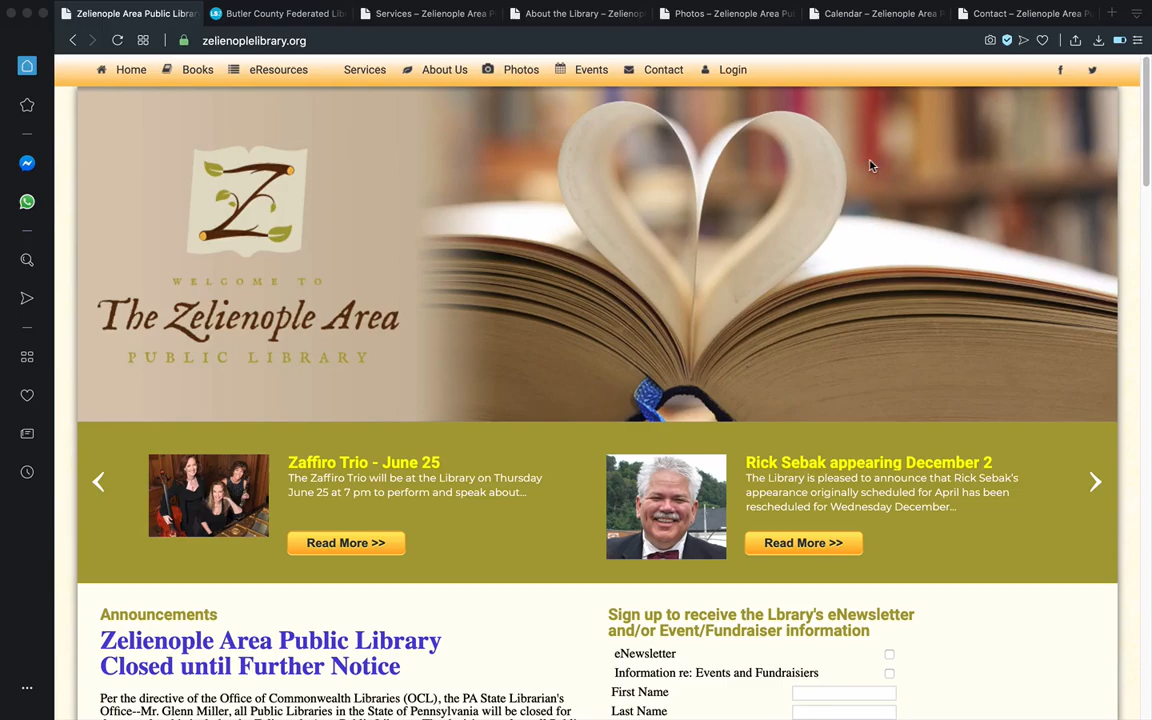 Zelienople Area Public Librar
Butler County Federated Lib
Services – Zelienople Area P
About the Library – Zelienop
Photos – Zelienople Area Pu
Calendar – Zelienople Area P
Contact – Zelienople Area Pu
zelienoplelibrary.org
Home Books eResources Services About Us Photos Events Contact Login
Z
WELCOME TO
The Zelienople Area
PUBLIC LIBRARY
Zaffiro Trio - June 25
The Zaffiro Trio will be at the Library on Thursday
June 25 at 7 pm to perform and speak about...
Read More >>
Rick Sebak appearing December 2
The Library is pleased to announce that Rick Sebak's
appearance originally scheduled for April has been
rescheduled for Wednesday December...
Read More >>
Announcements
Zelienople Area Public Library
Closed until Further Notice
Per the directive of the Office of Commonwealth Libraries (OCL), the PA State Librarian's
Office--Mr. Glenn Miller, all Public Libraries in the State of Pennsylvania will be closed for
Sign up to receive the Lbrary's eNewsletter
and/or Event/Fundraiser information
eNewsletter
Information re: Events and Fundraisiers
First Name
Last Name